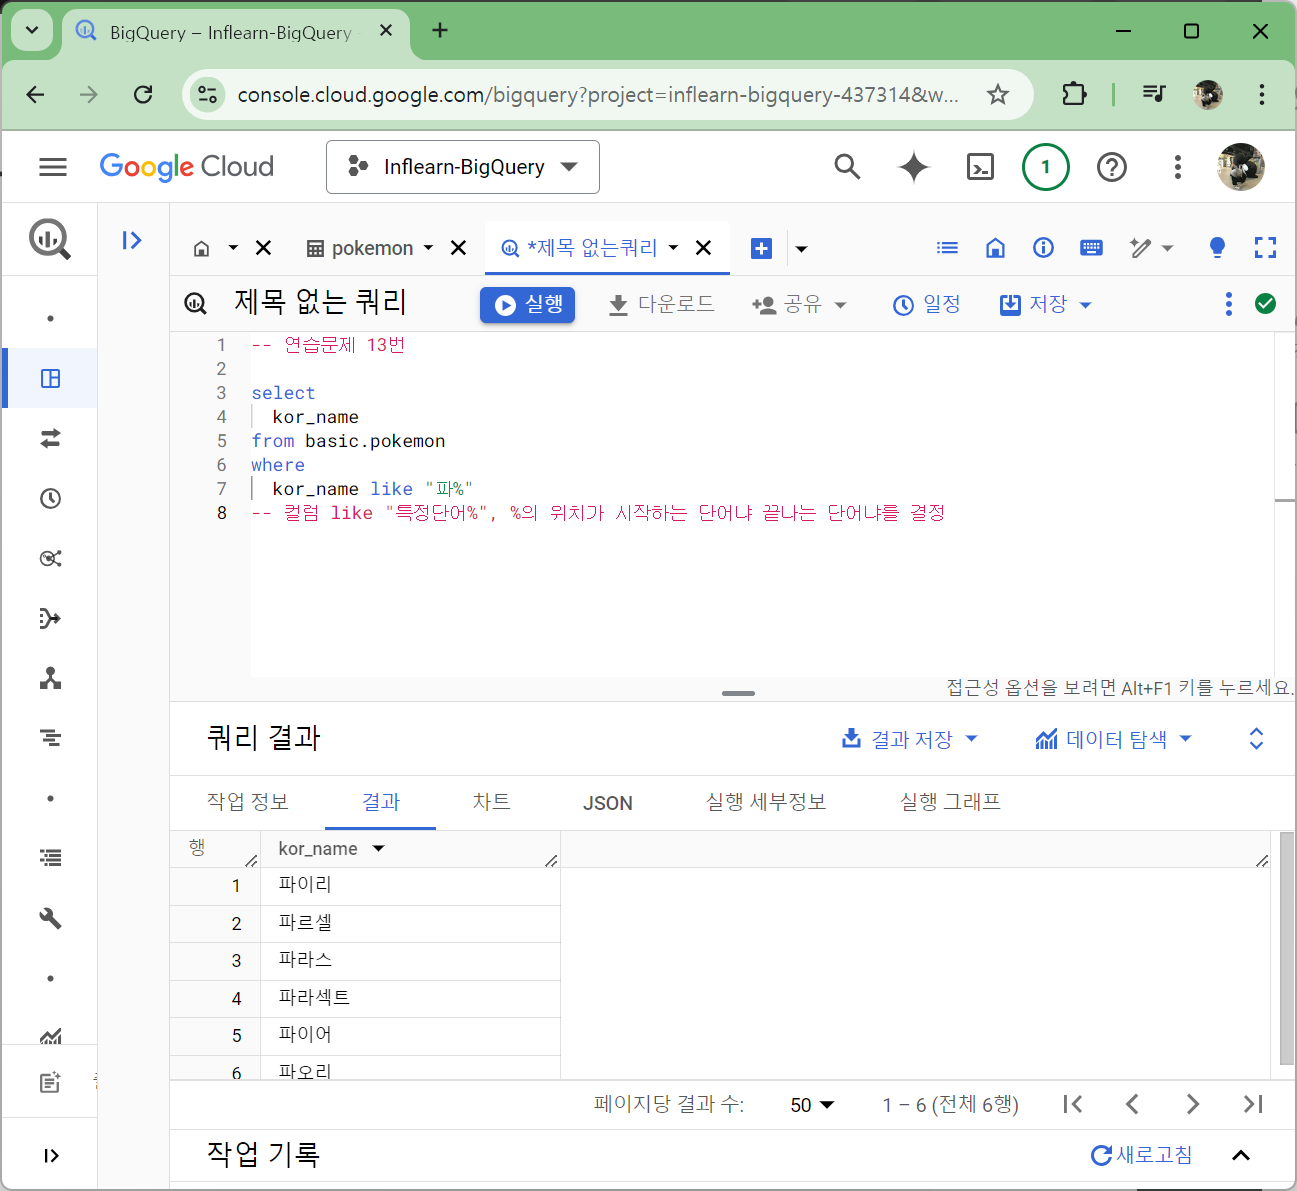 BigQuery – Inflearn-BigQuery
console.cloud.google.com/bigquery?project=inflearn-bigquery-437314&w...
Google Cloud
Inflearn-BigQuery
1
pokemon
*제목 없는쿼리
제목 없는 쿼리
실행
다운로드
공유
일정
저장
1 -- 연습문제 13번
2
3 select
4 kor_name
5 from basic.pokemon
6 where
7 kor_name like "파%"
8 -- 컬럼 like "특정단어%", %의 위치가 시작하는 단어냐 끝나는 단어냐를 결정
접근성 옵션을 보려면 Alt+F1 키를 누르세요.
쿼리 결과
결과 저장
데이터 탐색
작업 정보
결과
차트
JSON
실행 세부정보
실행 그래프
행 kor_name
1 파이리
2 파르셀
3 파라스
4 파라섹트
5 파이어
6 파오리
페이지당 결과 수: 50 1 – 6 (전체 6행)
작업 기록
새로고침